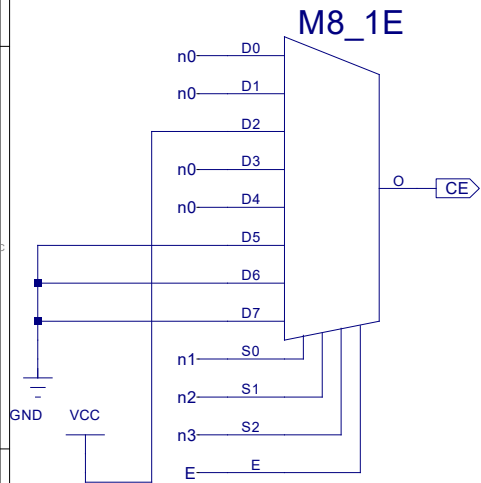 M8_1E
n0 D0
n0 D1
D2
n0 D3
n0 D4
O CE
D5
D6
D7
n1 S0
n2 S1
n3 S2
E E
GND VCC